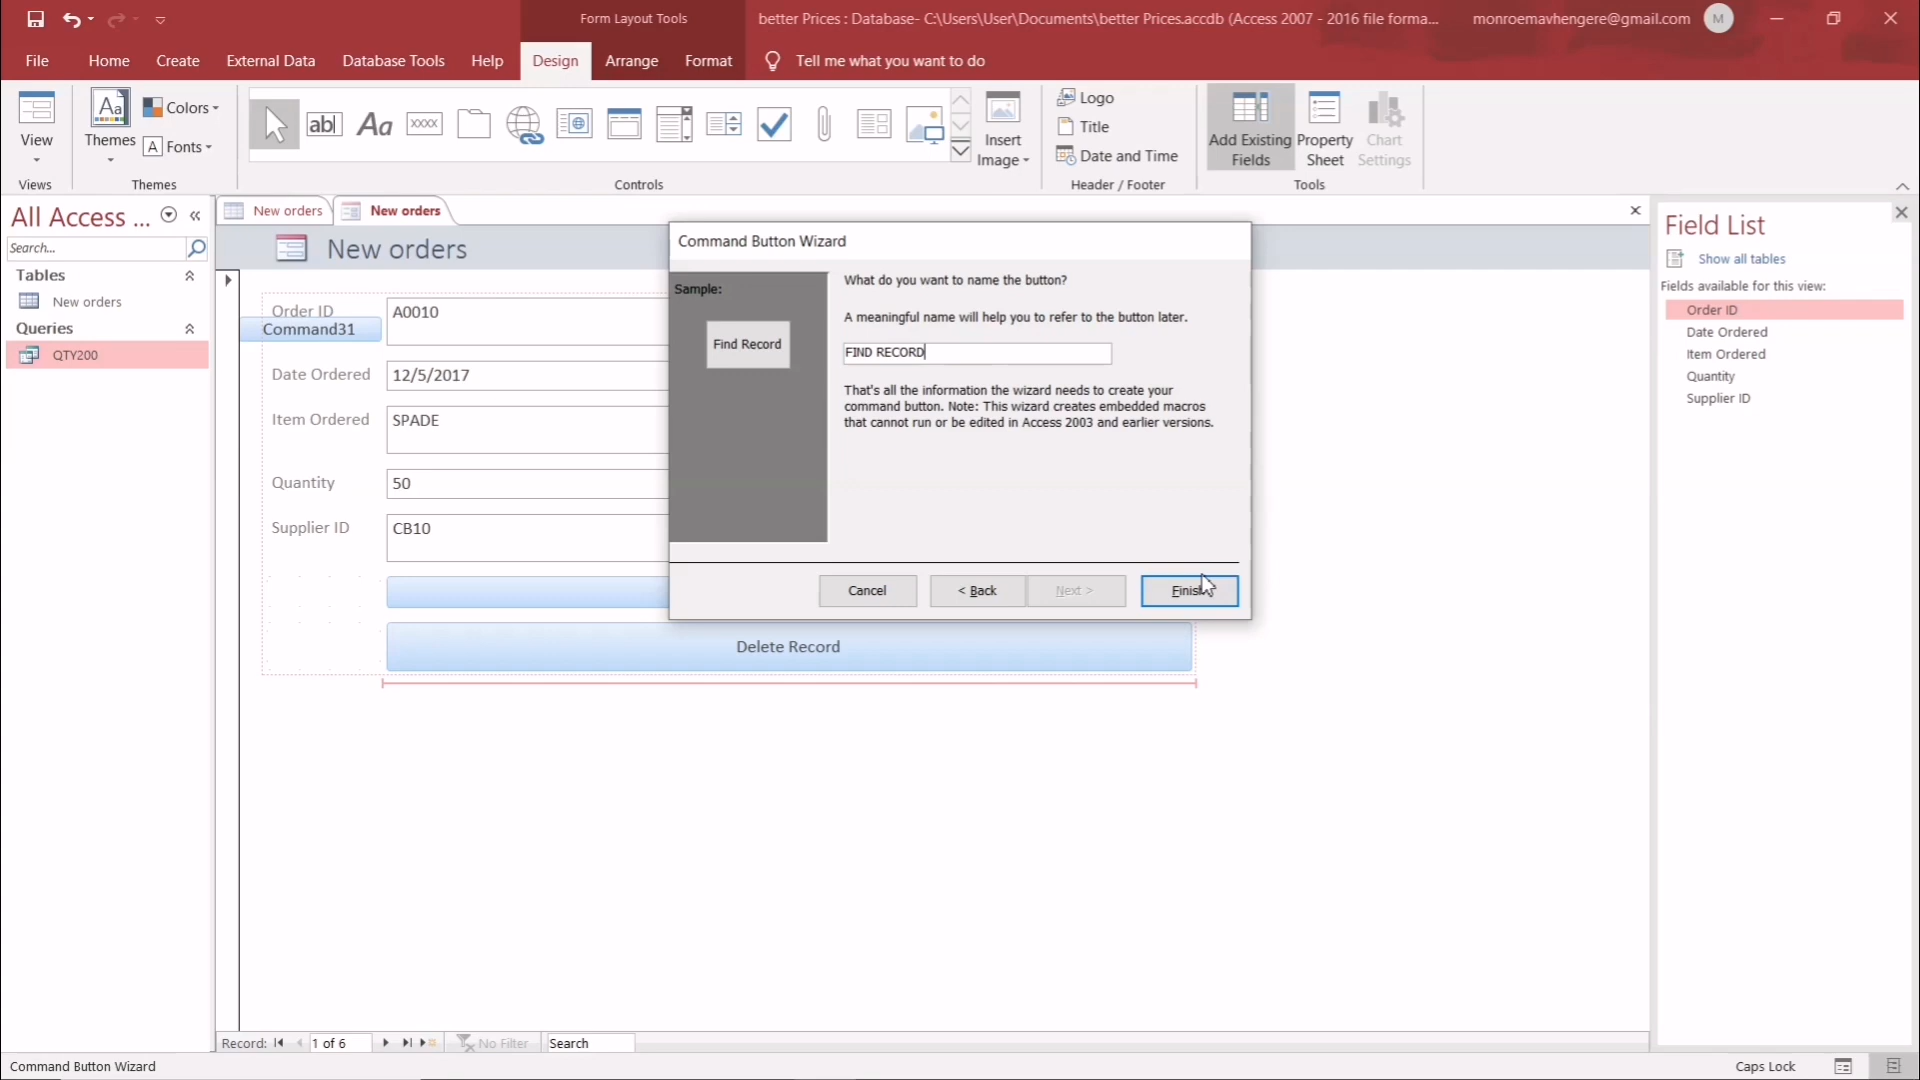 Form Layout Tools
better Prices : Database- C:\Users\User\Documents\better Prices.accdb (Access 2007 - 2016 file forma...
monroemavhengere@gmail.com
M
File
Home
Create
External Data
Database Tools
Help
Design
Arrange
Format
Tell me what you want to do
View
Views
Aa
Themes
Colors
A Fonts
Themes
ab|
Aa
XXXX
Controls
Insert
Image
Logo
Title
Date and Time
Header / Footer
Add Existing
Fields
Property
Sheet
Chart
Settings
Tools
All Access ...
Search...
Tables
New orders
Queries
QTY200
New orders
New orders
New orders
Order ID
A0010
Command31
Date Ordered
12/5/2017
Item Ordered
SPADE
Quantity
50
Supplier ID
CB10
Delete Record
Command Button Wizard
Sample:
Find Record
What do you want to name the button?
A meaningful name will help you to refer to the button later.
FIND RECORD
That's all the information the wizard needs to create your
command button. Note: This wizard creates embedded macros
that cannot run or be edited in Access 2003 and earlier versions.
Cancel
< Back
Next >
Finish
Field List
Show all tables
Fields available for this view:
Order ID
Date Ordered
Item Ordered
Quantity
Supplier ID
Record:
1 of 6
No Filter
Search
Command Button Wizard
Caps Lock